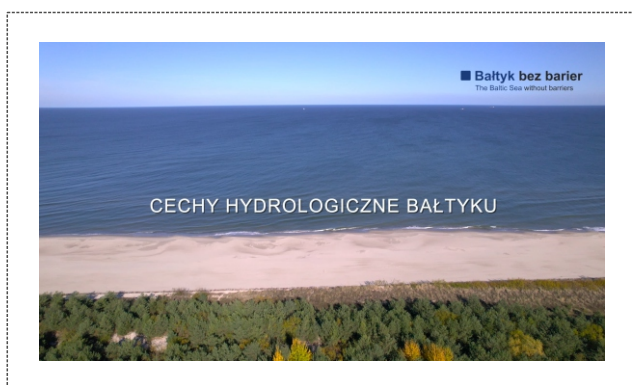 Bałtyk bez barier
The Baltic Sea without barriers
CECHY HYDROLOGICZNE BAŁTYKU